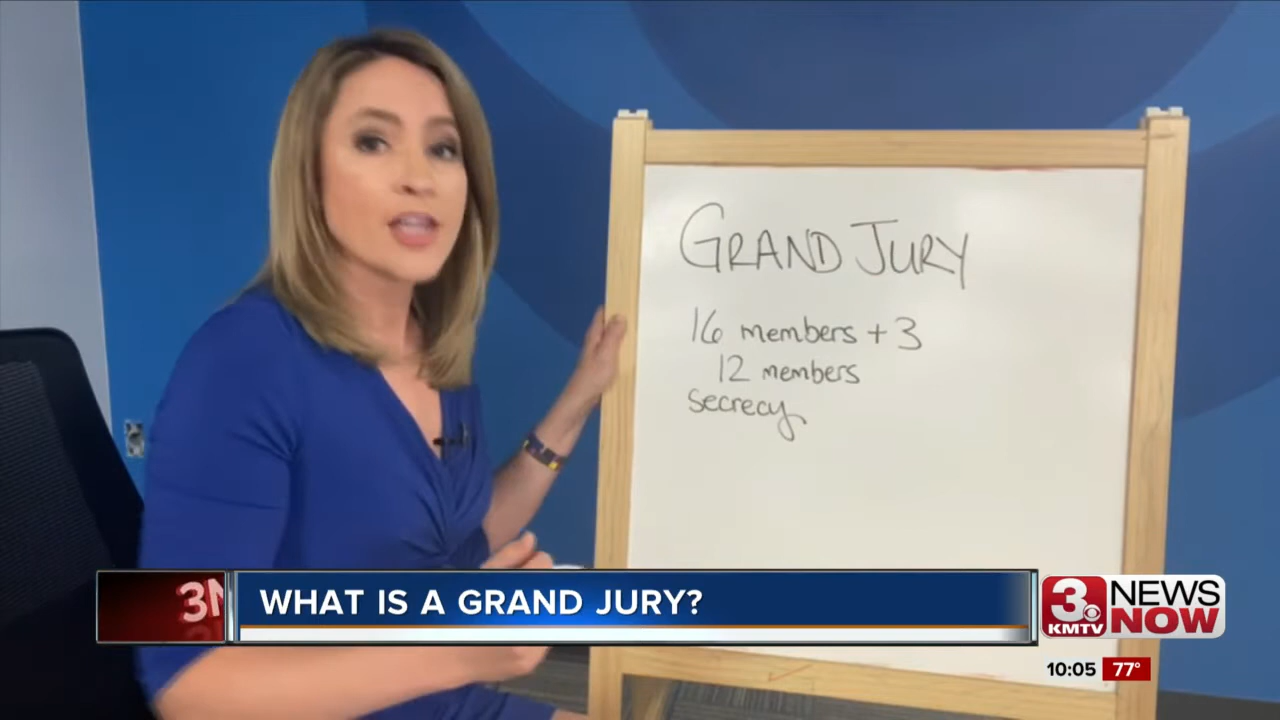 GRAND JURY
16 members + 3
12 members
secrecy
3N
WHAT IS A GRAND JURY?
3 NEWS
KMTV NOW
10:05 77°